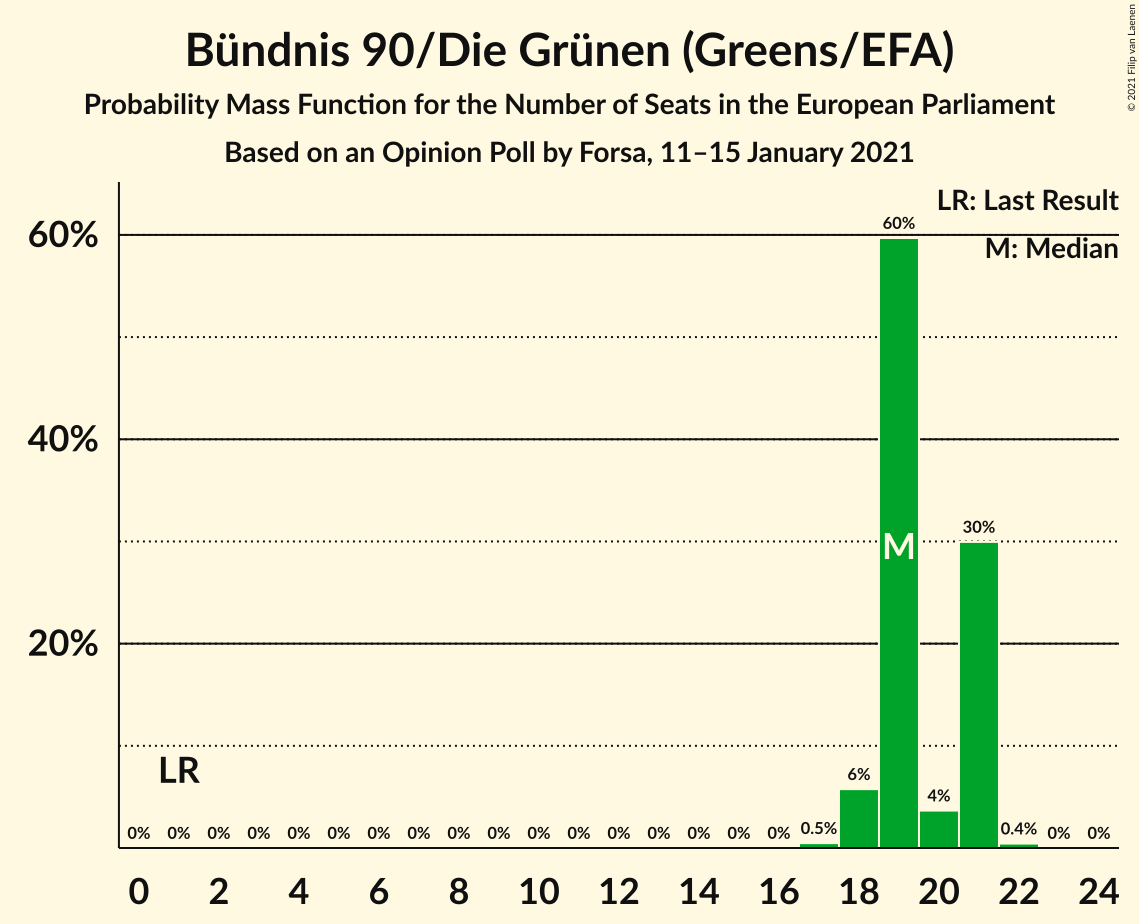 Bündnis 90/Die Grünen (Greens/EFA)
Probability Mass Function for the Number of Seats in the European Parliament
Based on an Opinion Poll by Forsa, 11–15 January 2021
© 2021 Filip van Laenen
LR: Last Result
M: Median
60%
40%
20%
60%
30%
M
LR
6%
4%
0% 0% 0% 0% 0% 0% 0% 0% 0% 0% 0% 0% 0% 0% 0% 0% 0% 0.5% 0.4% 0% 0%
0 2 4 6 8 10 12 14 16 18 20 22 24